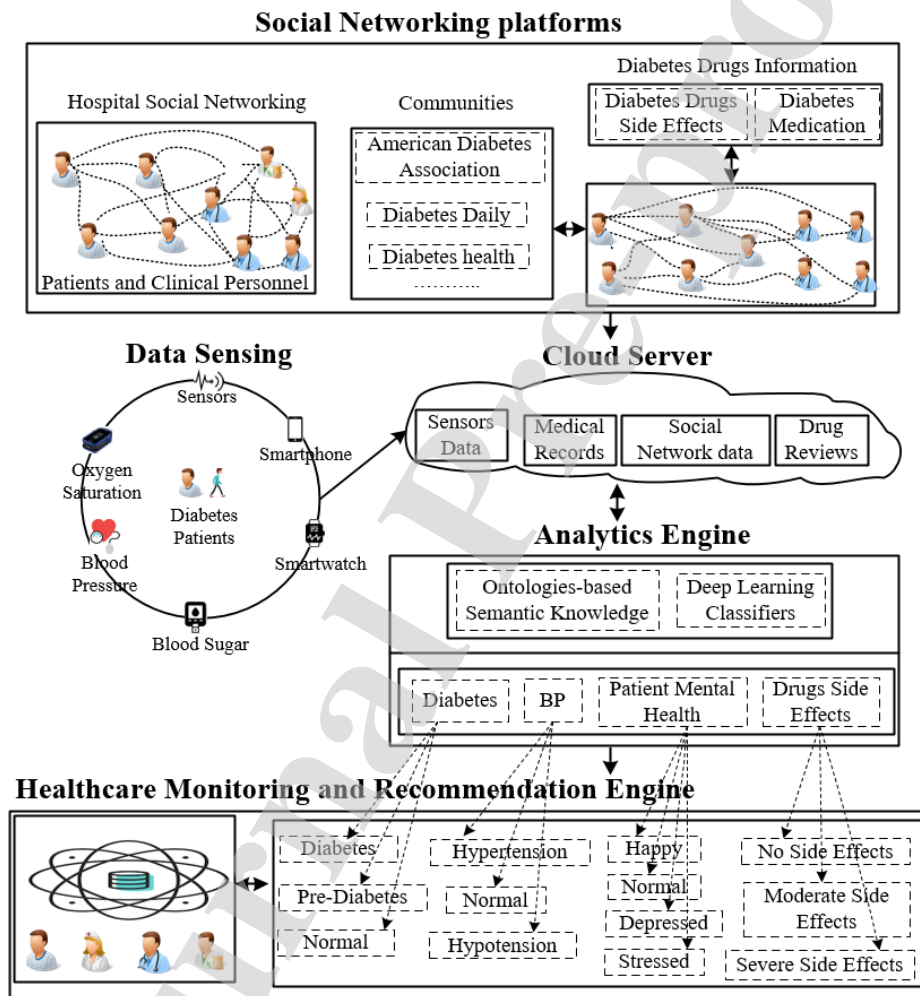 Social Networking platforms
Diabetes Drugs Information
Hospital Social Networking
Communities
Diabetes Drugs
Side Effects
Diabetes
Medication
American Diabetes
Association
Diabetes Daily
Diabetes health
...........
Patients and Clinical Personnel
Data Sensing
Sensors
Smartphone
Oxygen
Saturation
Diabetes
Patients
Blood
Pressure
Smartwatch
Blood Sugar
Cloud Server
Sensors
Data
Medical
Records
Social
Network data
Drug
Reviews
Analytics Engine
Ontologies-based
Semantic Knowledge
Deep Learning
Classifiers
Diabetes
BP
Patient Mental
Health
Drugs Side
Effects
Healthcare Monitoring and Recommendation Engine
Diabetes
Pre-Diabetes
Normal
Hypertension
Normal
Hypotension
Happy
Normal
Depressed
Stressed
No Side Effects
Moderate Side
Effects
Severe Side Effects
urnal Pre-pro